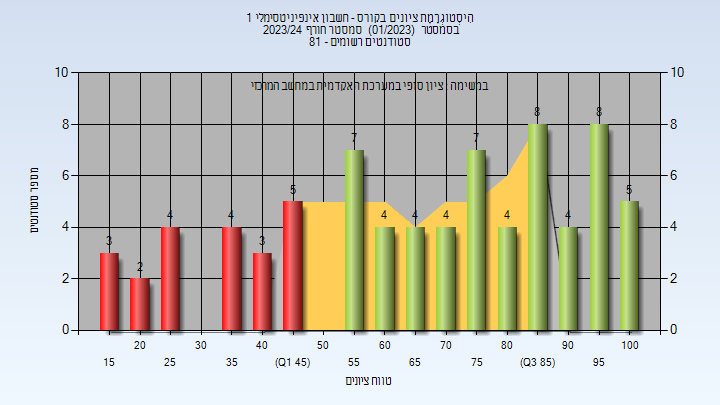 היסטוגרמת ציונים בקורס - חשבון אינפיניטסימלי 1
בסמסטר (01/2023) סמסטר חורף 2023/24
סטודנטים רשומים - 81
במשימה : ציון סופי במערכת האקדמית במחשב המרכזי
מספר סטודנטים
10 10
8 8
6 6
4 4
2 2
0 0
3 2 4 4 3 5 7 4 4 4 7 4 8 4 8 5
20 30 40 50 60 70 80 90 100
15 25 35 (Q1 45) 55 65 75 (Q3 85) 95
טווח ציונים